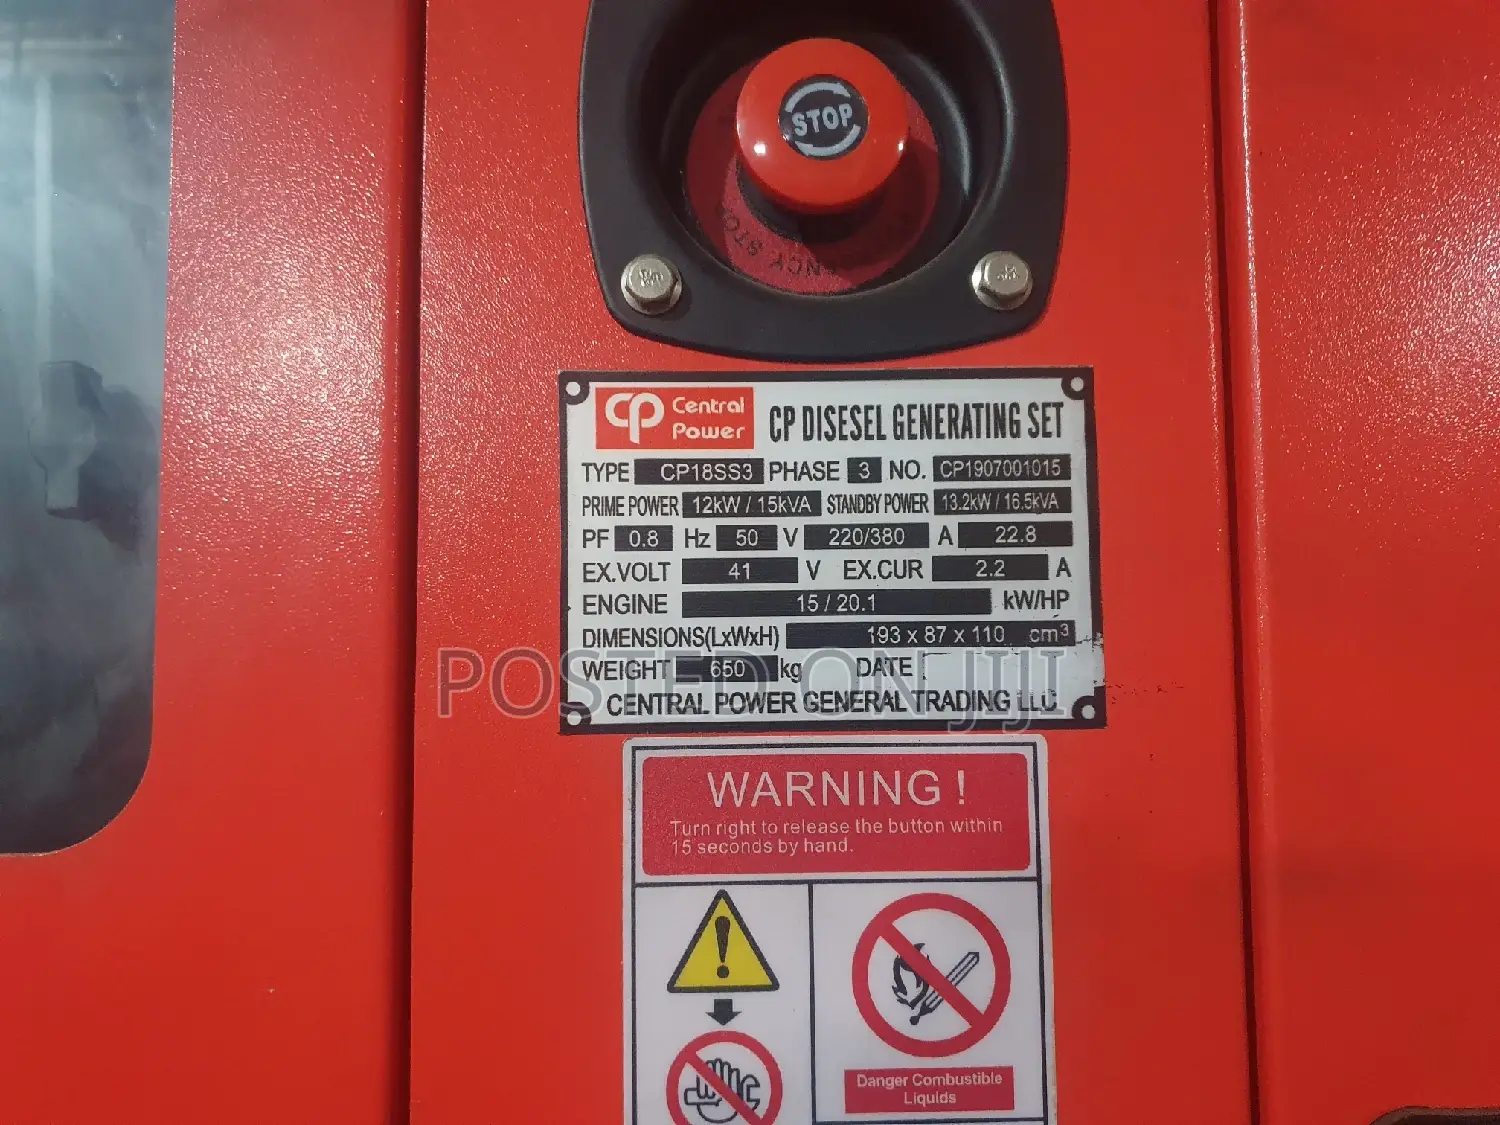 STOP
Central
Power
CP DISESEL GENERATING SET
TYPE CP18SS3 PHASE 3 NO. CP1907001015
PRIME POWER 12kW / 15kVA STANDBY POWER 13.2kW / 16.5kVA
PF 0.8 Hz 50 V 220/380 A 22.8
EX.VOLT 41 V EX.CUR 2.2 A
ENGINE 15 / 20.1 kW/HP
DIMENSIONS(LxWxH) 193 x 87 x 110 cm³
WEIGHT 650 kg DATE
POSTED ON JIJI
CENTRAL POWER GENERAL TRADING LLC
WARNING !
Turn right to release the button within
15 seconds by hand.
Danger Combustible
Liquids